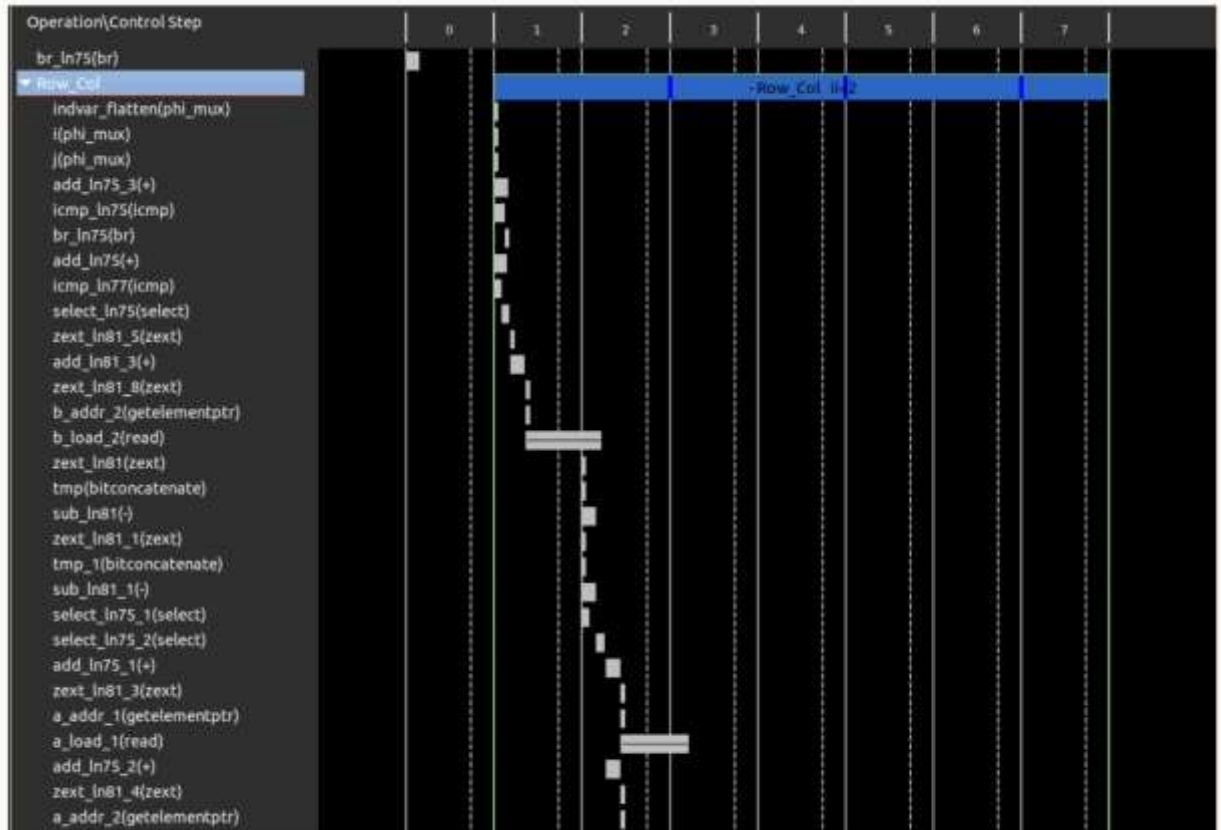 Operation\Control Step
0 1 2 3 4 5 6 7
br_ln75(br)
Row_Col
-Row_Col ii=2
indvar_flatten(phi_mux)
i(phi_mux)
j(phi_mux)
add_ln75_3(+)
icmp_ln75(icmp)
br_ln75(br)
add_ln75(+)
icmp_ln77(icmp)
select_ln75(select)
zext_ln81_5(zext)
add_ln81_3(+)
zext_ln81_8(zext)
b_addr_2(getelementptr)
b_load_2(read)
zext_ln81(zext)
tmp(bitconcatenate)
sub_ln81(-)
zext_ln81_1(zext)
tmp_1(bitconcatenate)
sub_ln81_1(-)
select_ln75_1(select)
select_ln75_2(select)
add_ln75_1(+)
zext_ln81_3(zext)
a_addr_1(getelementptr)
a_load_1(read)
add_ln75_2(+)
zext_ln81_4(zext)
a_addr_2(getelementptr)